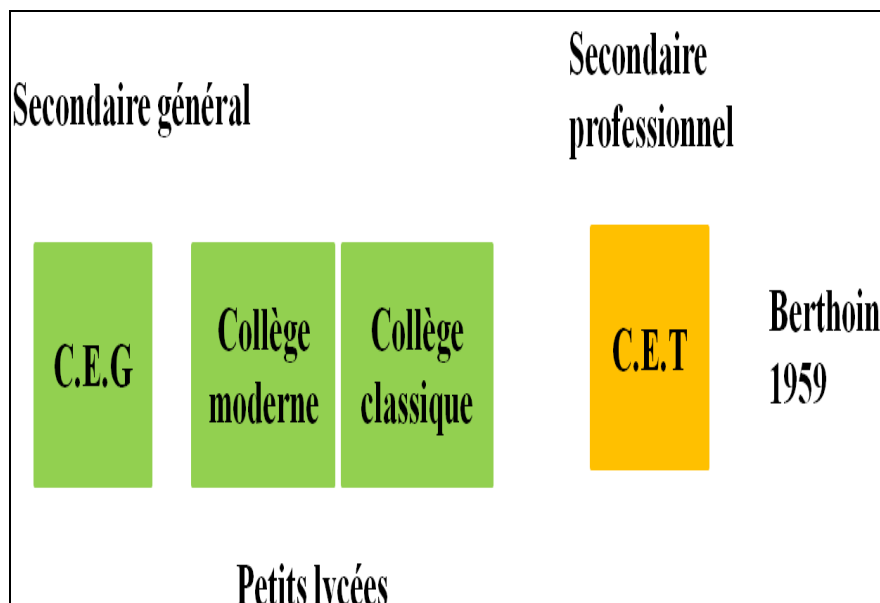 Secondaire général
Secondaire
professionnel
C.E.G
Collège
moderne
Collège
classique
C.E.T
Berthoin
1959
Petits lycées